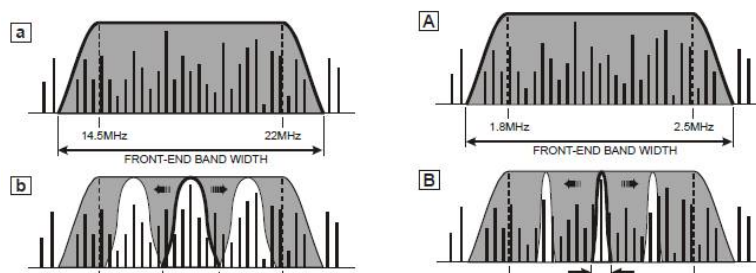 a
14.5MHz 22MHz
FRONT-END BAND WIDTH
b
A
1.8MHz 2.5MHz
FRONT-END BAND WIDTH
B